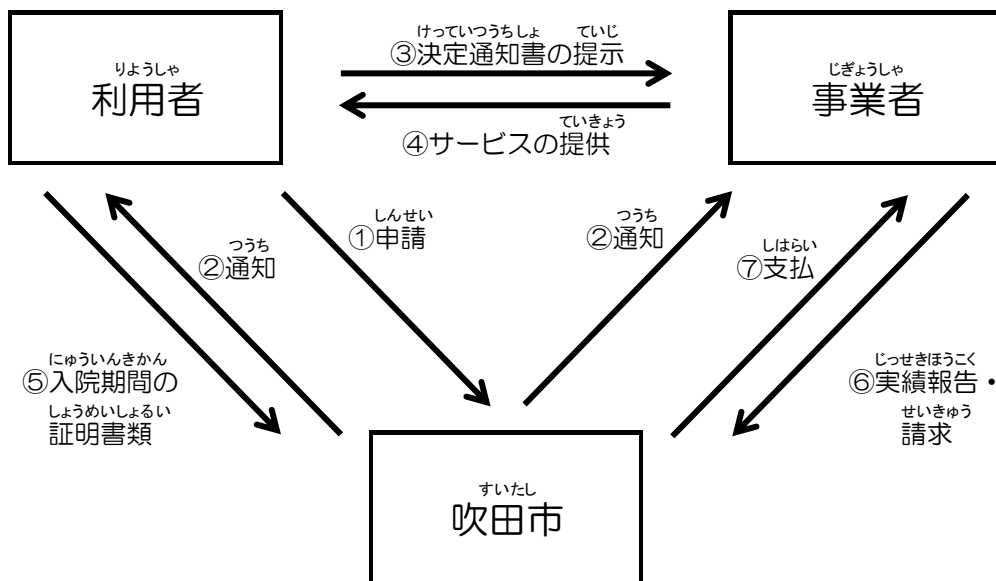 けっていつうちしょ ていじ
③決定通知書の提示
りようしゃ
利用者
じぎょうしゃ
事業者
ていきょう
④サービスの提供
しんせい
①申請
つうち
②通知
つうち
②通知
しはらい
⑦支払
にゅういんきかん
⑤入院期間の
しょうめいしょるい
証明書類
じっせきほうこく
⑥実績報告・
せいきゅう
請求
すいたし
吹田市